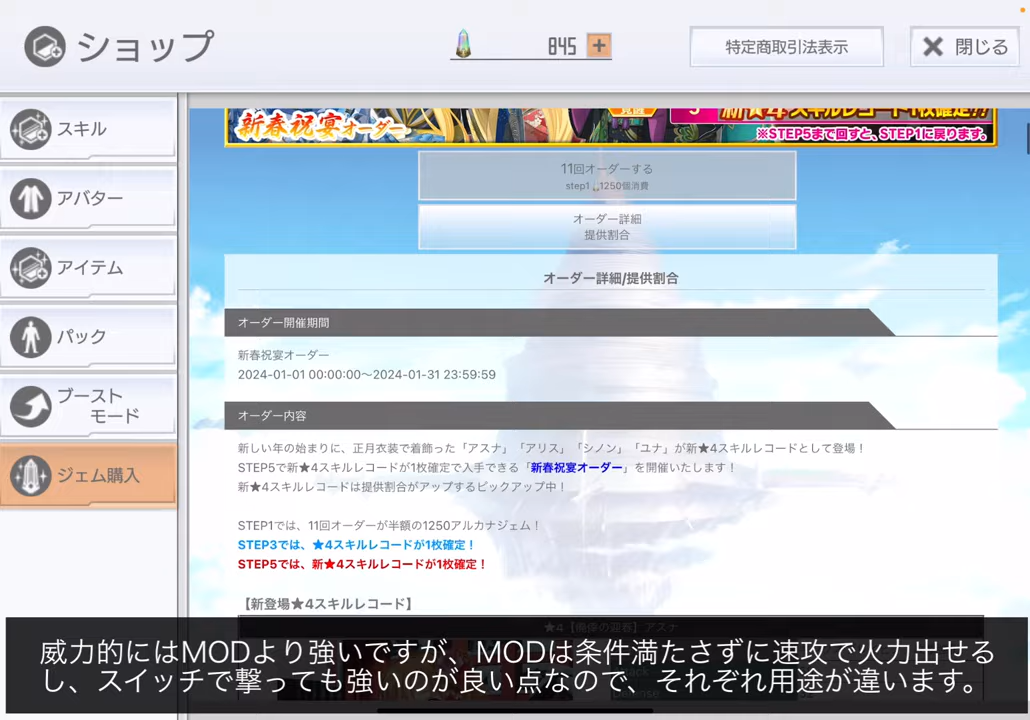 ショップ
845
特定商取引法表示
閉じる
スキル
アバター
アイテム
パック
ブースト
モード
ジェム購入
新春祝宴オーダー
新★4スキルレコード1枚確定!!
※STEP5まで回すと、STEP1に戻ります。
11回オーダーする
step1 1250個消費
オーダー詳細
提供割合
オーダー詳細/提供割合
オーダー開催期間
新春祝宴オーダー
2024-01-01 00:00:00〜2024-01-31 23:59:59
オーダー内容
新しい年の始まりに、正月衣装で着飾った「アスナ」「アリス」「シノン」「ユナ」が新★4スキルレコードとして登場！
STEP5で新★4スキルレコードが1枚確定で入手できる「新春祝宴オーダー」を開催いたします！
新★4スキルレコードは提供割合がアップするピックアップ中！
STEP1では、11回オーダーが半額の1250アルカナジェム！
STEP3では、★4スキルレコードが1枚確定！
STEP5では、新★4スキルレコードが1枚確定！
【新登場★4スキルレコード】
威力的にはMODより強いですが、MODは条件満たさずに速攻で火力出せる
し、スイッチで撃っても強いのが良い点なので、それぞれ用途が違います。